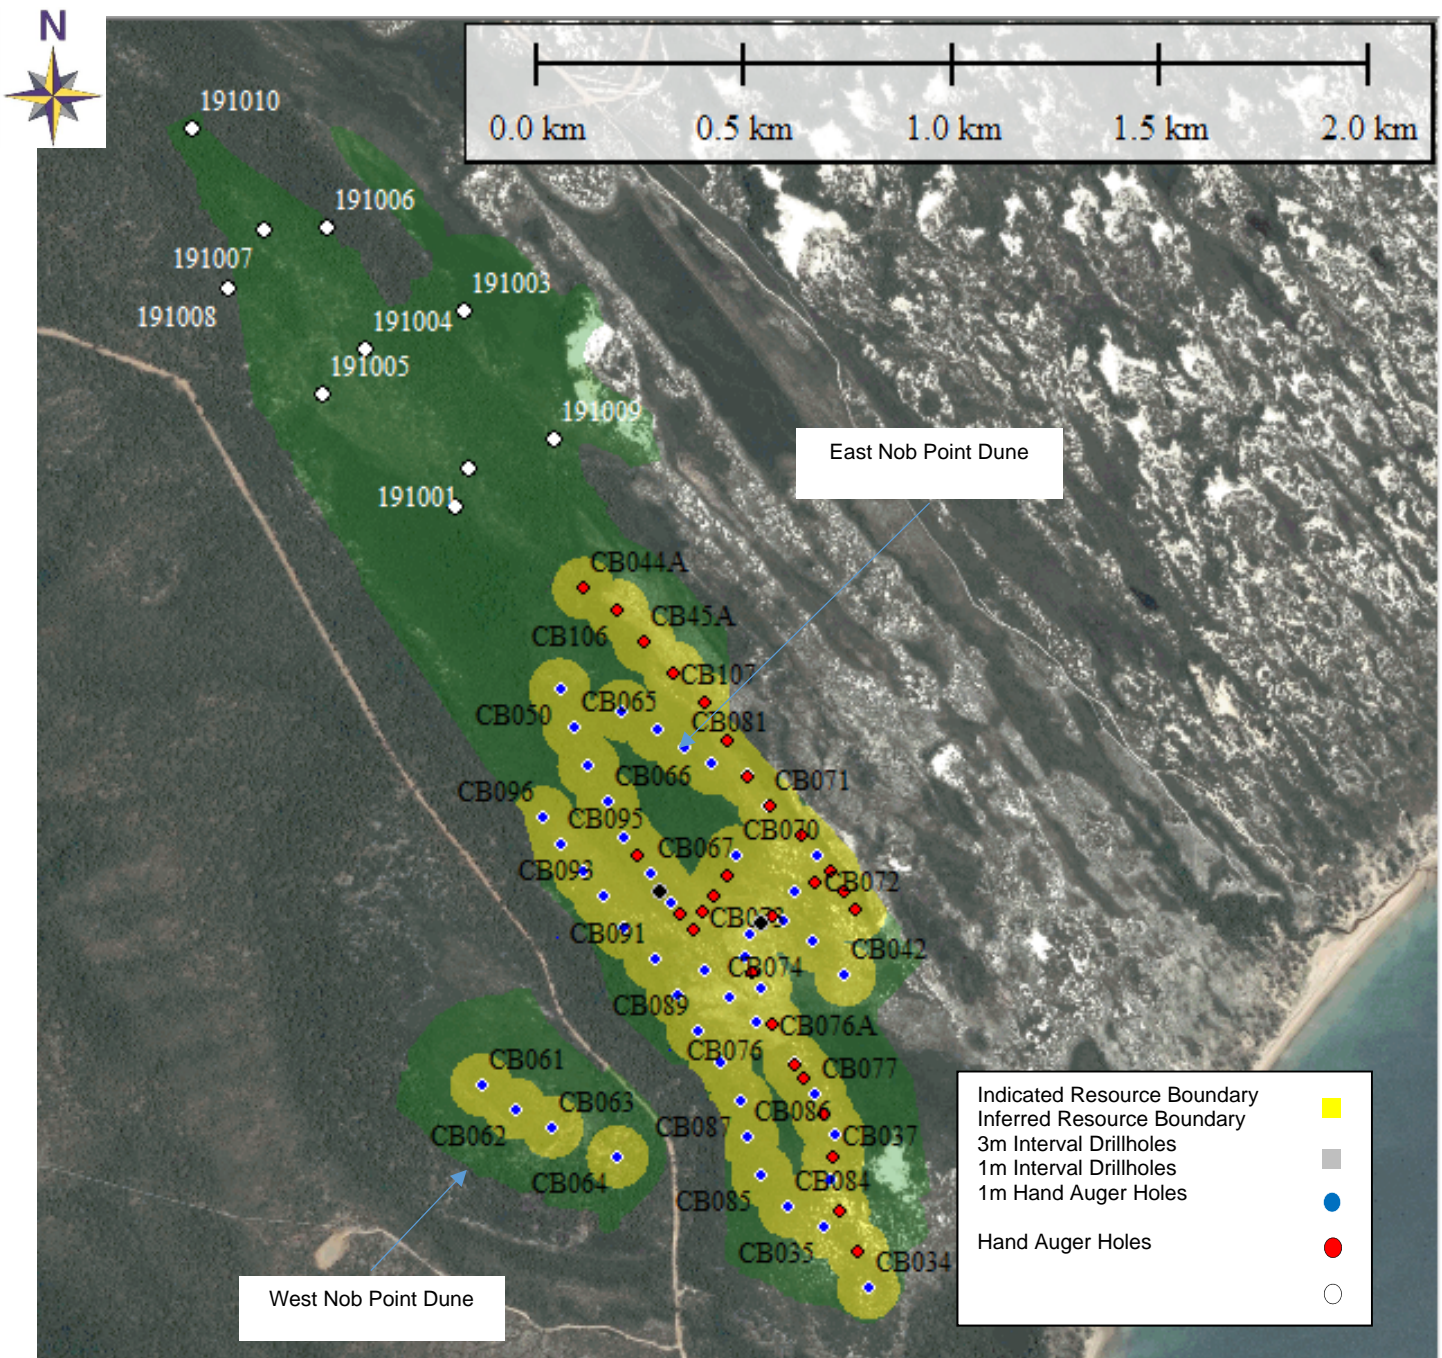 N
0.0 km 0.5 km 1.0 km 1.5 km 2.0 km
191010
191006
191007
191003
191008
191004
191005
191009
East Nob Point Dune
191001
CB044A
CB45A
CB106
CB107
CB065
CB050
CB081
CB066
CB071
CB096
CB095
CB070
CB067
CB093
CB072
CB073
CB091
CB042
CB074
CB089
CB076A
CB076
CB061
CB077
CB063
CB086
CB062
CB087
CB037
CB064
CB084
CB085
CB035
CB034
West Nob Point Dune
Indicated Resource Boundary
Inferred Resource Boundary
3m Interval Drillholes
1m Interval Drillholes
1m Hand Auger Holes
Hand Auger Holes